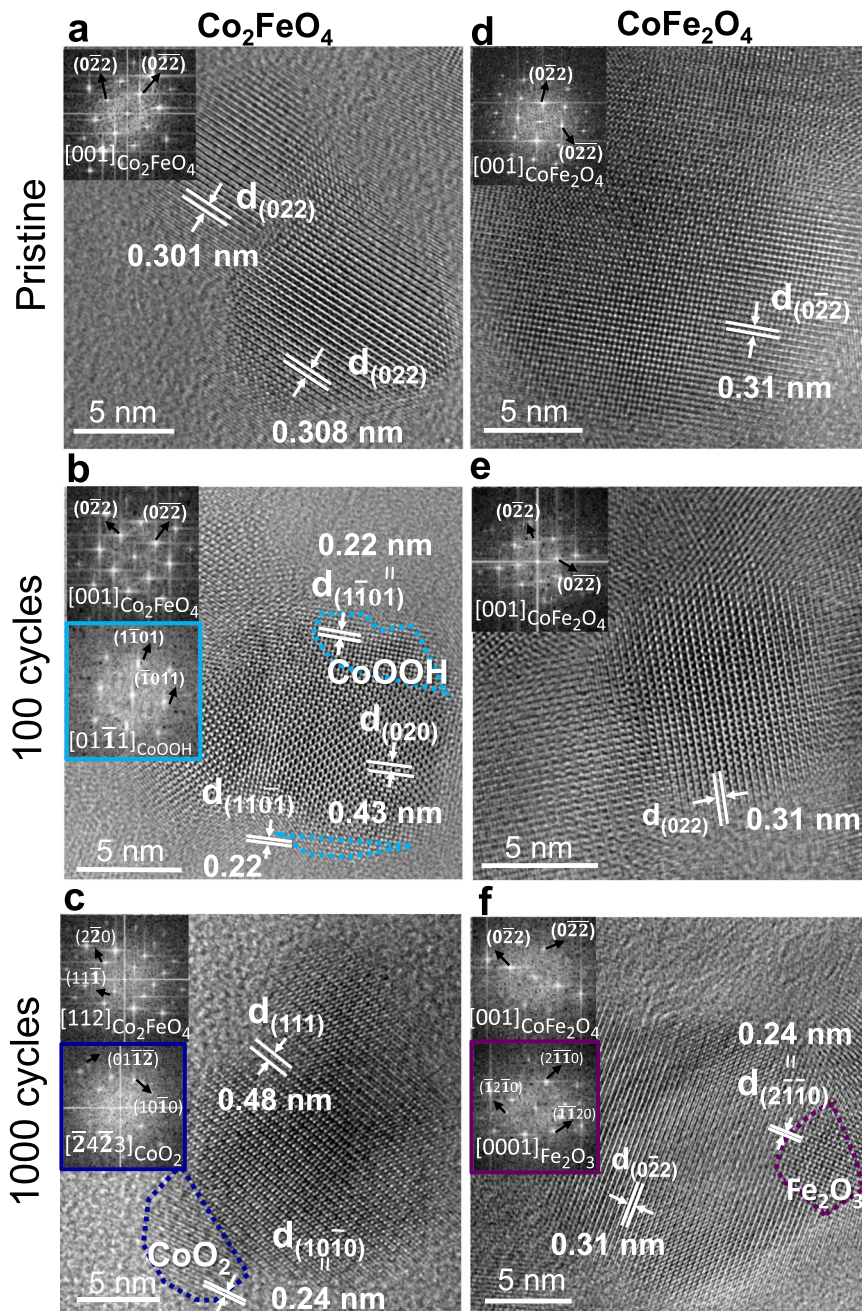 a
Co₂FeO₄
d
CoFe₂O₄
Pristine
(02̅2)
(02̅2̅)
[001]Co₂FeO₄
d(022)
0.301 nm
d(022)
0.308 nm
5 nm
(02̅2)
(02̅2̅)
[001]CoFe₂O₄
d(02̅2)
0.31 nm
5 nm
b
e
100 cycles
(02̅2)
(02̅2̅)
[001]Co₂FeO₄
(11̅01)
(1̅011)
[011̅1]CoOOH
0.22 nm
=
d(11̅01)
CoOOH
d(020)
0.43 nm
d(101̅1)
0.22
5 nm
(02̅2)
(02̅2̅)
[001]CoFe₂O₄
d(022)
0.31 nm
5 nm
c
f
1000 cycles
(22̅0)
(111̅)
[112]Co₂FeO₄
(011̅2̅)
(101̅0)
[2̅42̅3]CoO₂
d(111)
0.48 nm
CoO₂
d(101̅0)
=
0.24 nm
5 nm
(02̅2)
(02̅2̅)
[001]CoFe₂O₄
(21̅1̅0)
(1̅21̅0)
(1̅1̅20)
[0001]Fe₂O₃
0.24 nm
=
d(21̅1̅0)
Fe₂O₃
d(02̅2)
0.31 nm
5 nm